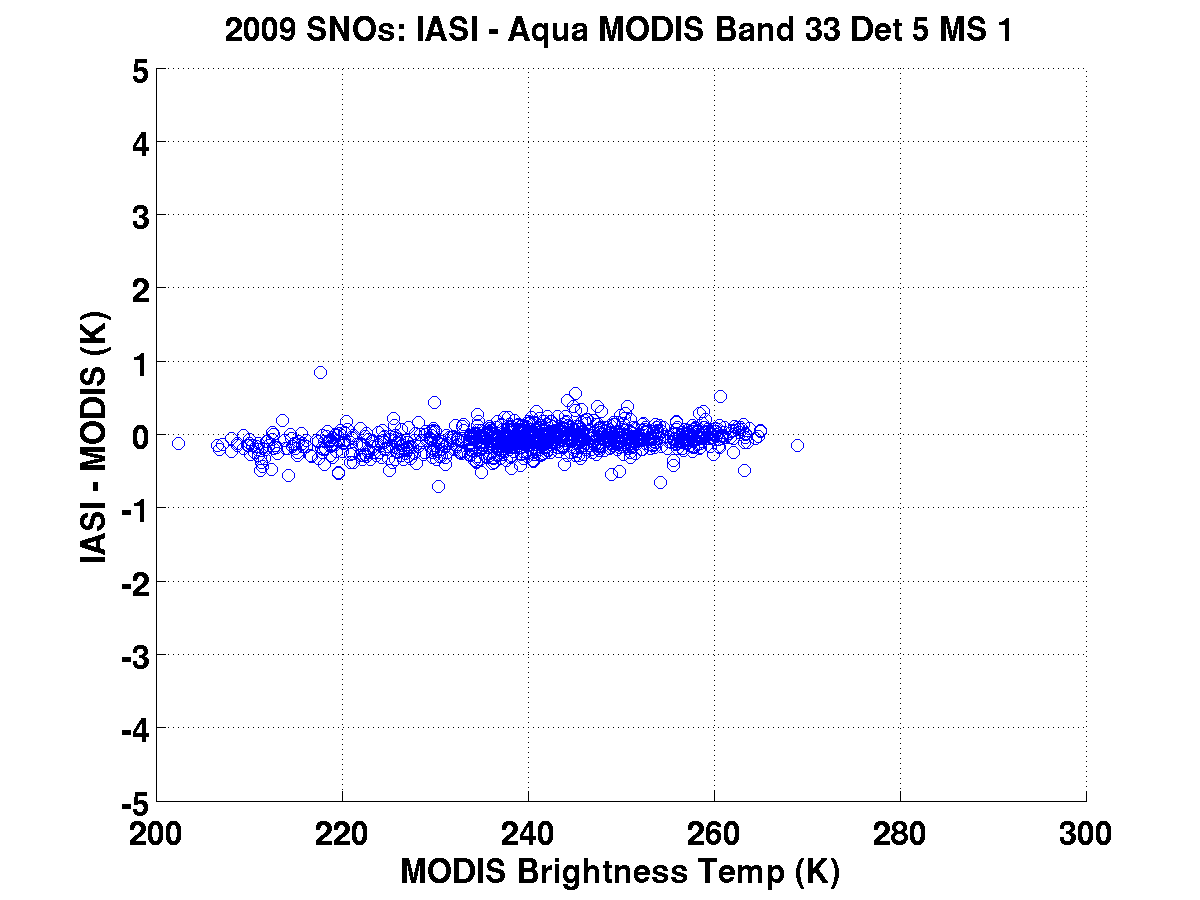 2009 SNOs: IASI - Aqua MODIS Band 33 Det 5 MS 1
5
4
3
2
1
0
-1
-2
-3
-4
-5
IASI - MODIS (K)
200 220 240 260 280 300
MODIS Brightness Temp (K)